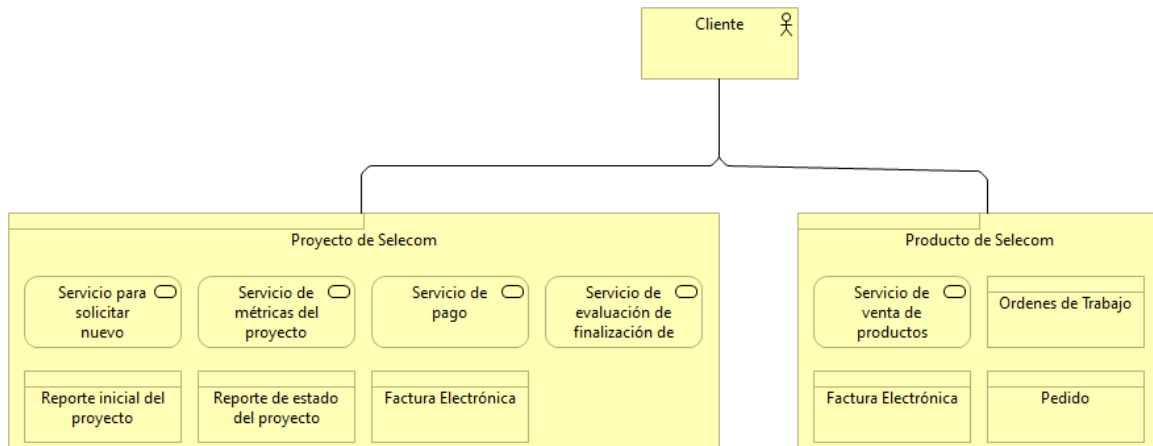 Cliente
Proyecto de Selecom
Servicio para
solicitar
nuevo
Servicio de
métricas del
proyecto
Servicio de
pago
Servicio de
evaluación de
finalización de
Reporte inicial del
proyecto
Reporte de estado
del proyecto
Factura Electrónica
Producto de Selecom
Servicio de
venta de
productos
Ordenes de Trabajo
Factura Electrónica
Pedido